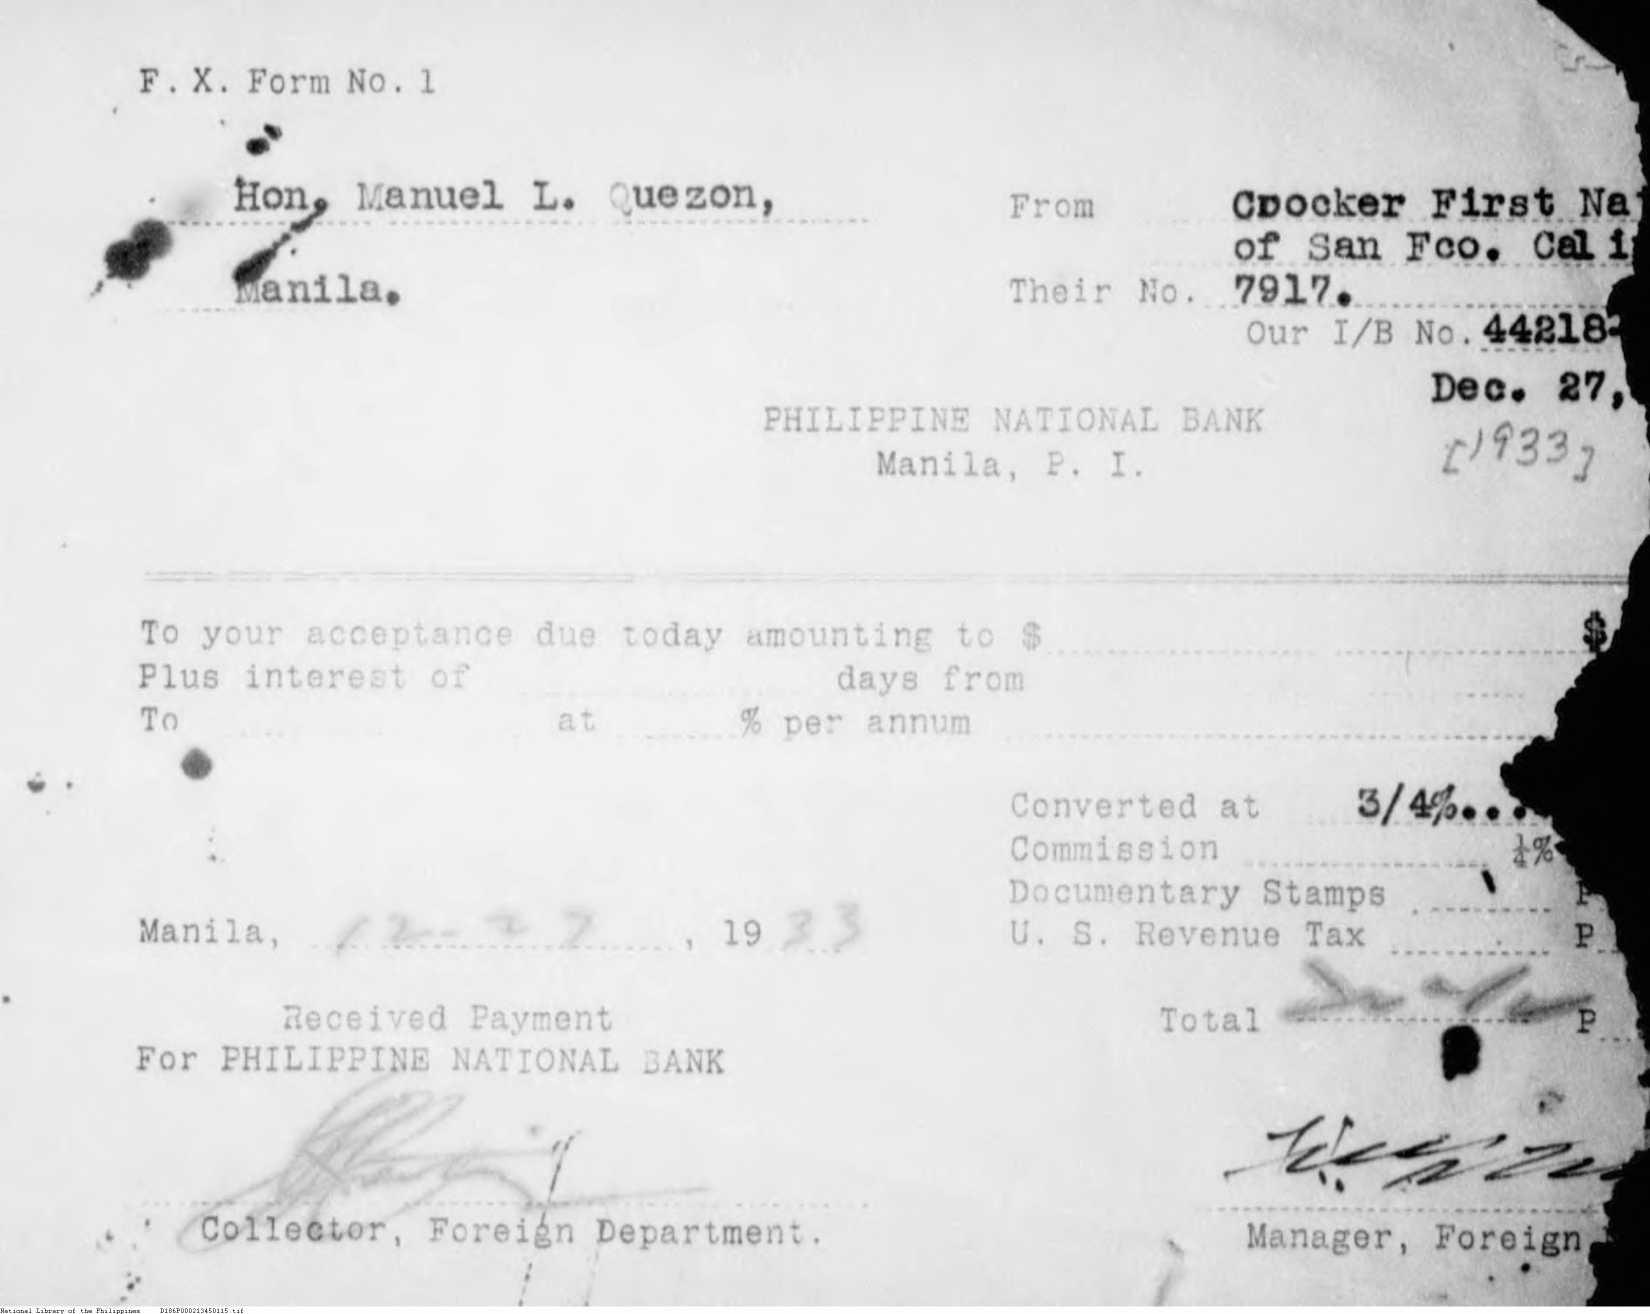 F. X. Form No. 1
Hon. Manuel L. Quezon,
Manila.
From Crocker First Na
of San Fco. Cali
Their No. 7917.
Our I/B No. 44218
Dec. 27,
[1933]
PHILIPPINE NATIONAL BANK
Manila, P. I.
To your acceptance due today amounting to $ $
Plus interest of days from
To at % per annum
Converted at 3/4%...
Commission ¼%
Documentary Stamps P
U. S. Revenue Tax P
Manila, 12-27, 1933
Total P
Received Payment
For PHILIPPINE NATIONAL BANK
Collector, Foreign Department.
Manager, Foreign
National Library of the Philippines D186P000213450115.tif